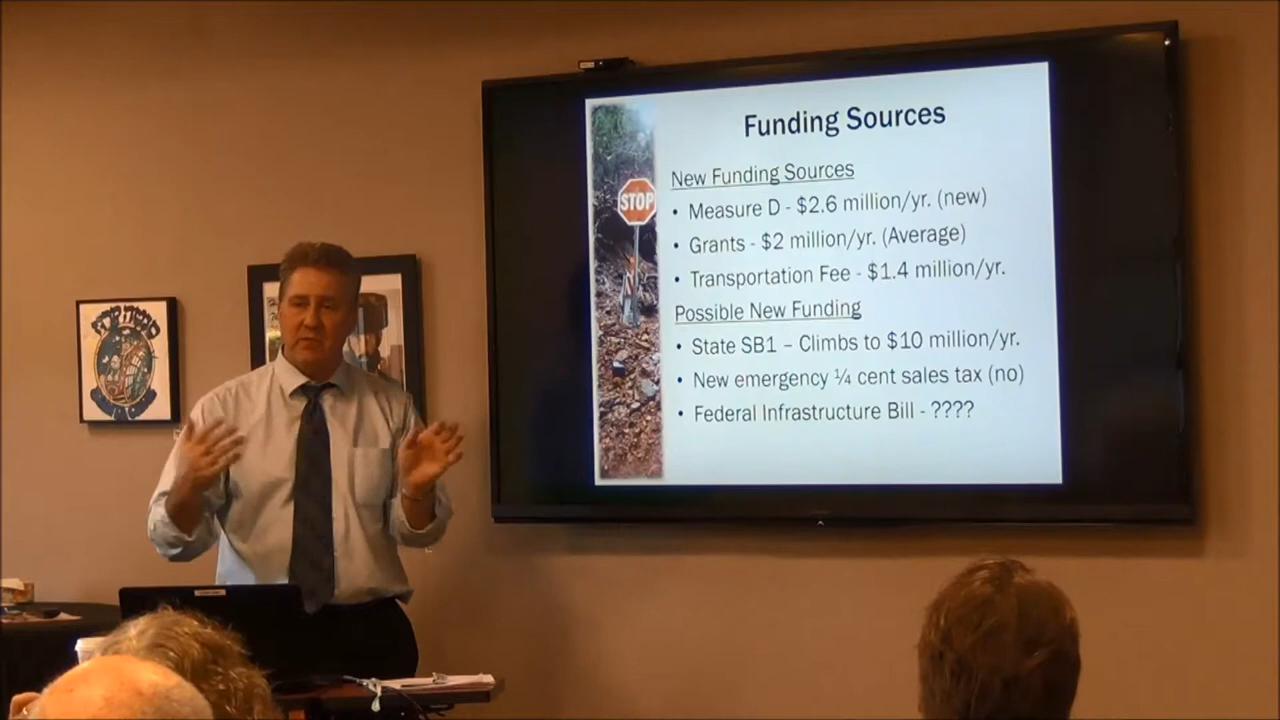 Funding Sources
New Funding Sources
• Measure D - $2.6 million/yr. (new)
• Grants - $2 million/yr. (Average)
• Transportation Fee - $1.4 million/yr.
Possible New Funding
• State SB1 – Climbs to $10 million/yr.
• New emergency ¼ cent sales tax (no)
• Federal Infrastructure Bill - ????
STOP